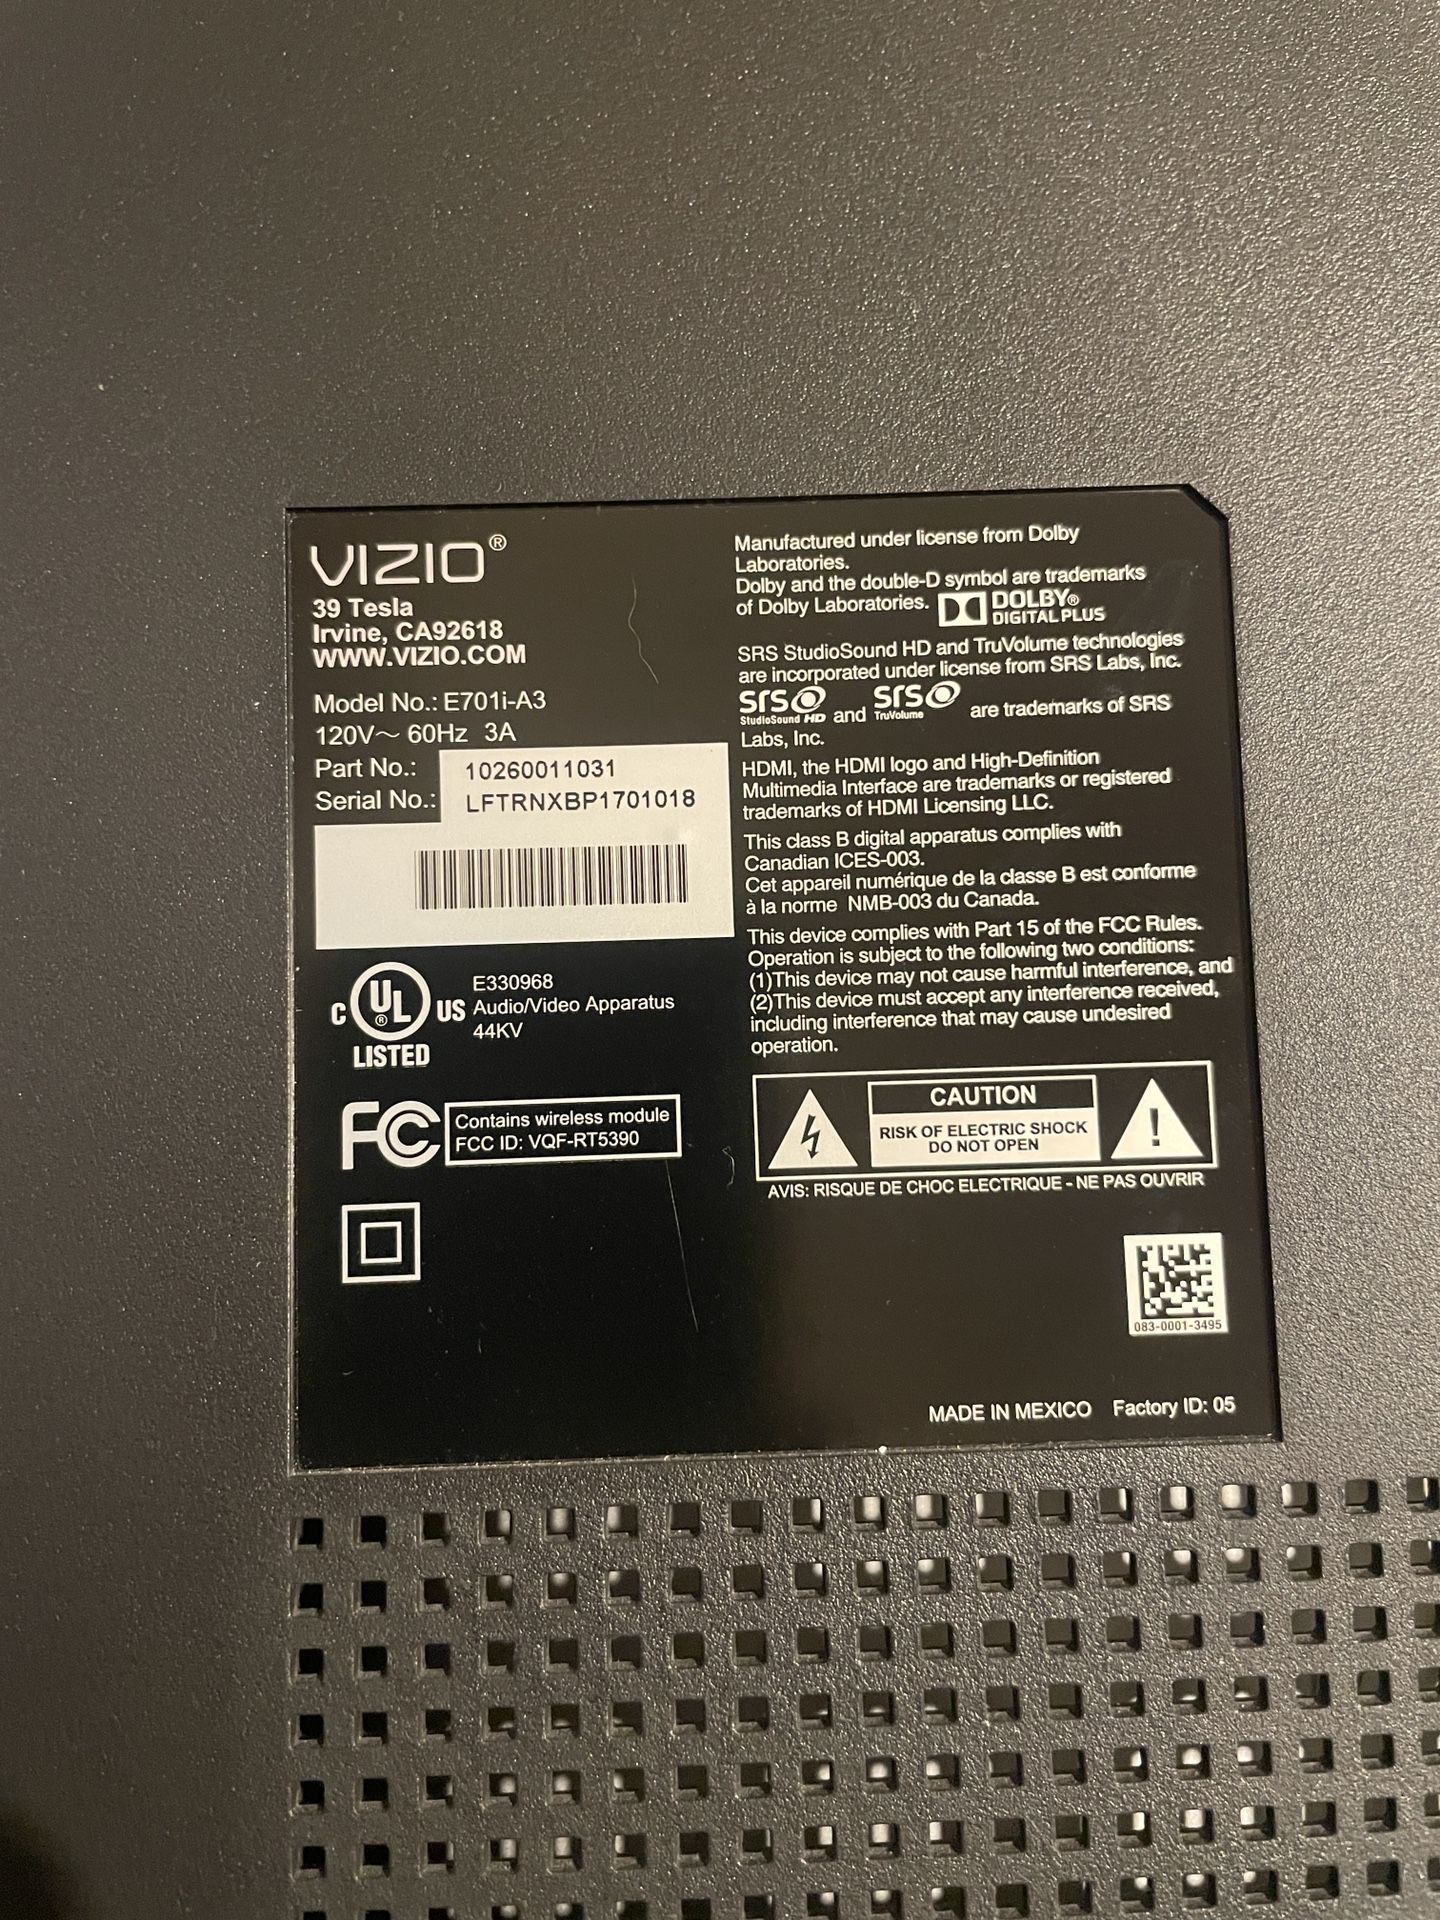 VIZIO®
39 Tesla
Irvine, CA92618
WWW.VIZIO.COM
Model No.: E701i-A3
120V~ 60Hz 3A
Part No.: 10260011031
Serial No.: LFTRNXBP1701018
C UL ® US
LISTED
E330968
Audio/Video Apparatus
44KV
FC
Contains wireless module
FCC ID: VQF-RT5390
Manufactured under license from Dolby
Laboratories.
Dolby and the double-D symbol are trademarks
of Dolby Laboratories. DOLBY®
DIGITAL PLUS
SRS StudioSound HD and TruVolume technologies
are incorporated under license from SRS Labs, Inc.
SRS StudioSound HD and SRS TruVolume are trademarks of SRS
Labs, Inc.
HDMI, the HDMI logo and High-Definition
Multimedia Interface are trademarks or registered
trademarks of HDMI Licensing LLC.
This class B digital apparatus complies with
Canadian ICES-003.
Cet appareil numérique de la classe B est conforme
à la norme NMB-003 du Canada.
This device complies with Part 15 of the FCC Rules.
Operation is subject to the following two conditions:
(1)This device may not cause harmful interference, and
(2)This device must accept any interference received,
including interference that may cause undesired
operation.
CAUTION
RISK OF ELECTRIC SHOCK
DO NOT OPEN
AVIS: RISQUE DE CHOC ELECTRIQUE - NE PAS OUVRIR
083-0001-3495
MADE IN MEXICO Factory ID: 05